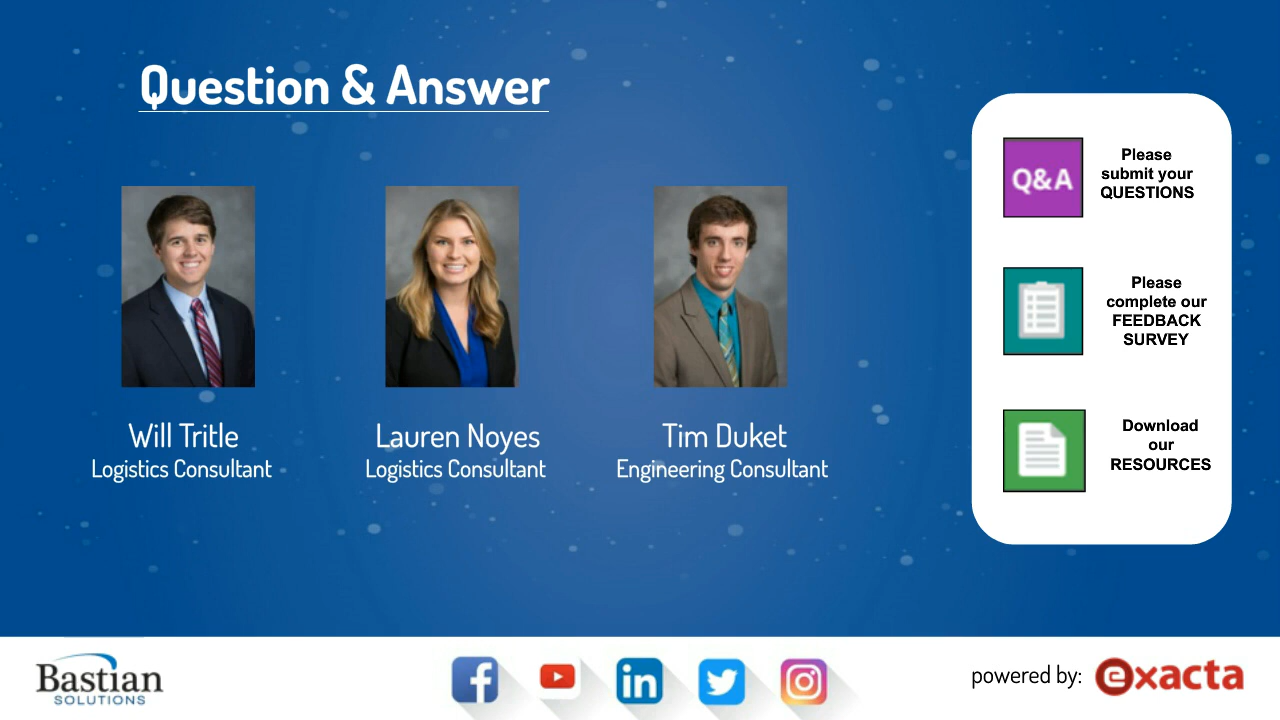 Question & Answer
Will Tritle
Logistics Consultant
Lauren Noyes
Logistics Consultant
Tim Duket
Engineering Consultant
Q&A
Please
submit your
QUESTIONS
Please
complete our
FEEDBACK
SURVEY
Download
our
RESOURCES
Bastian
SOLUTIONS
f
in
powered by:
exacta